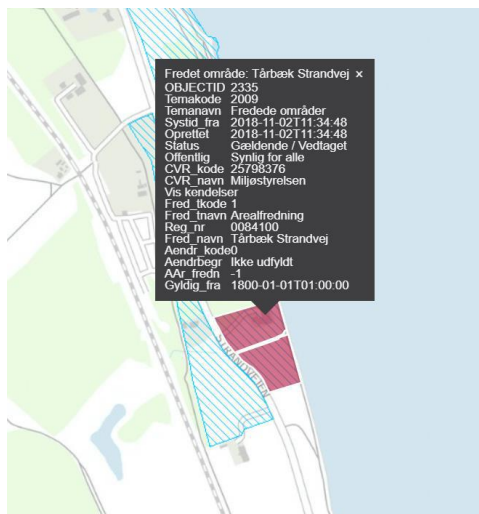 Fredet område: Tårbæk Strandvej ×
OBJECTID 2335
Temakode 2009
Temanavn Fredede områder
Systid_fra 2018-11-02T11:34:48
Oprettet 2018-11-02T11:34:48
Status Gældende / Vedtaget
Offentlig Synlig for alle
CVR_kode 25798376
CVR_navn Miljøstyrelsen
Vis kendelser
Fred_tkode 1
Fred_tnavn Arealfredning
Reg_nr 0084100
Fred_navn Tårbæk Strandvej
Aendr_kode0
Aendrbegr Ikke udfyldt
AAr_fredn -1
Gyldig_fra 1800-01-01T01:00:00
STRANDVEJEN